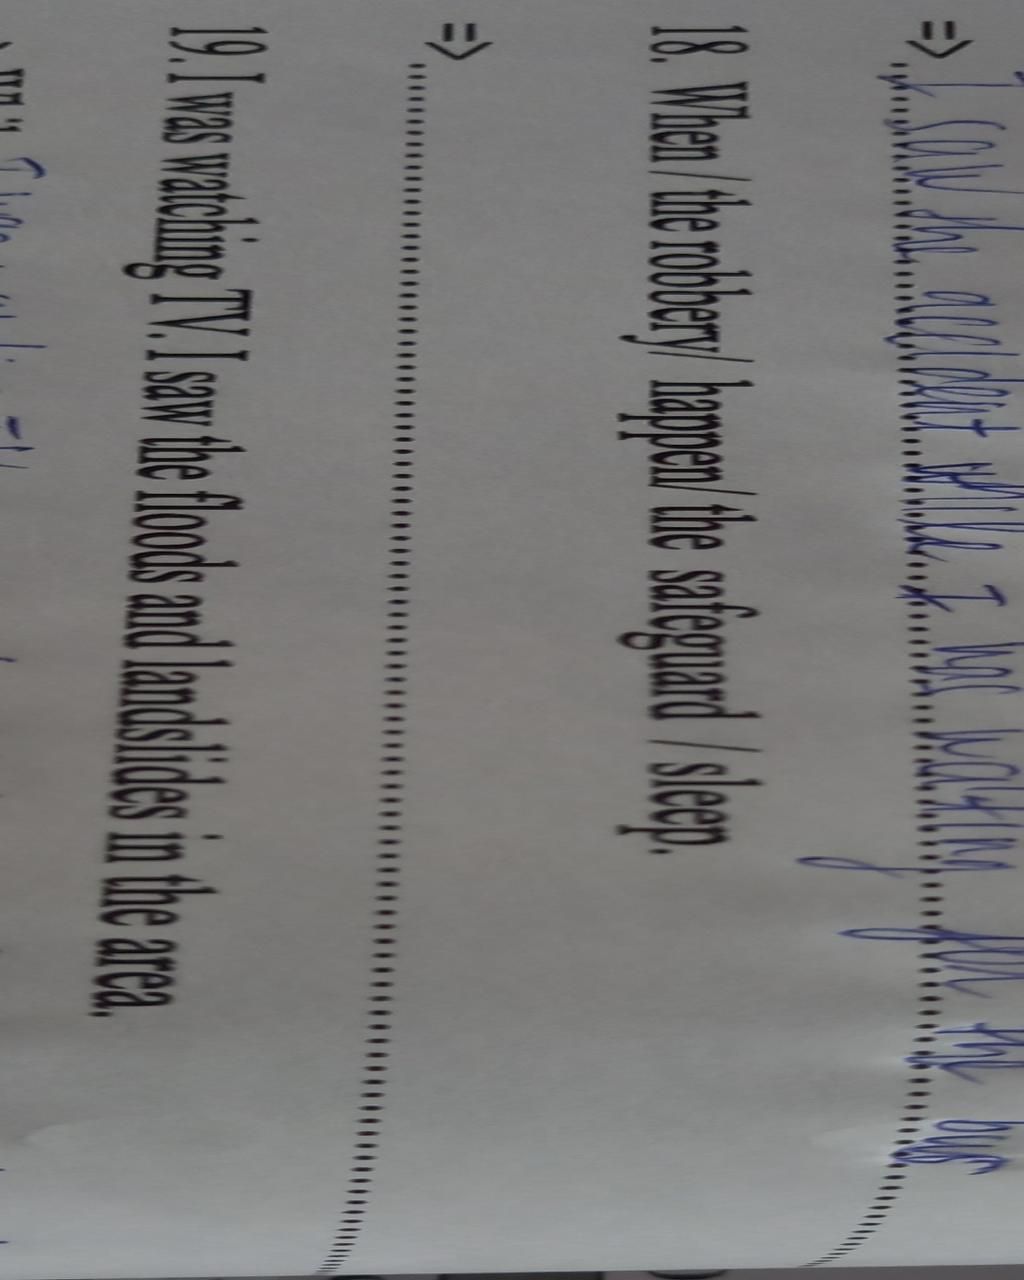 => I saw the accident while I was waiting for the bus
18. When / the robbery/ happen/ the safeguard / sleep.
=> ........................................................................
19. I was watching TV. I saw the floods and landslides in the area.